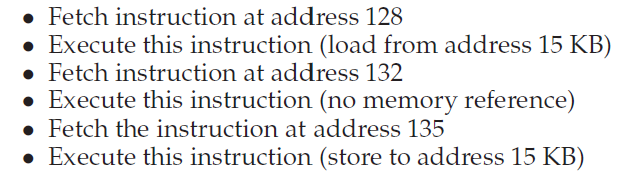 • Fetch instruction at address 128
• Execute this instruction (load from address 15 KB)
• Fetch instruction at address 132
• Execute this instruction (no memory reference)
• Fetch the instruction at address 135
• Execute this instruction (store to address 15 KB)